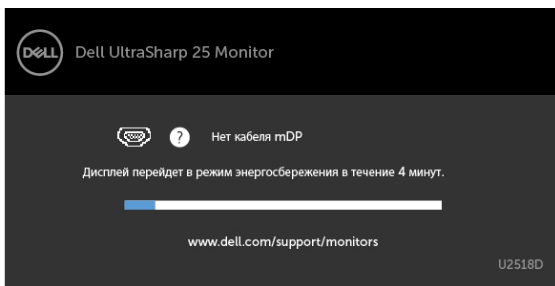 DELL Dell UltraSharp 25 Monitor
? Нет кабеля mDP
Дисплей перейдет в режим энергосбережения в течение 4 минут.
www.dell.com/support/monitors
U2518D